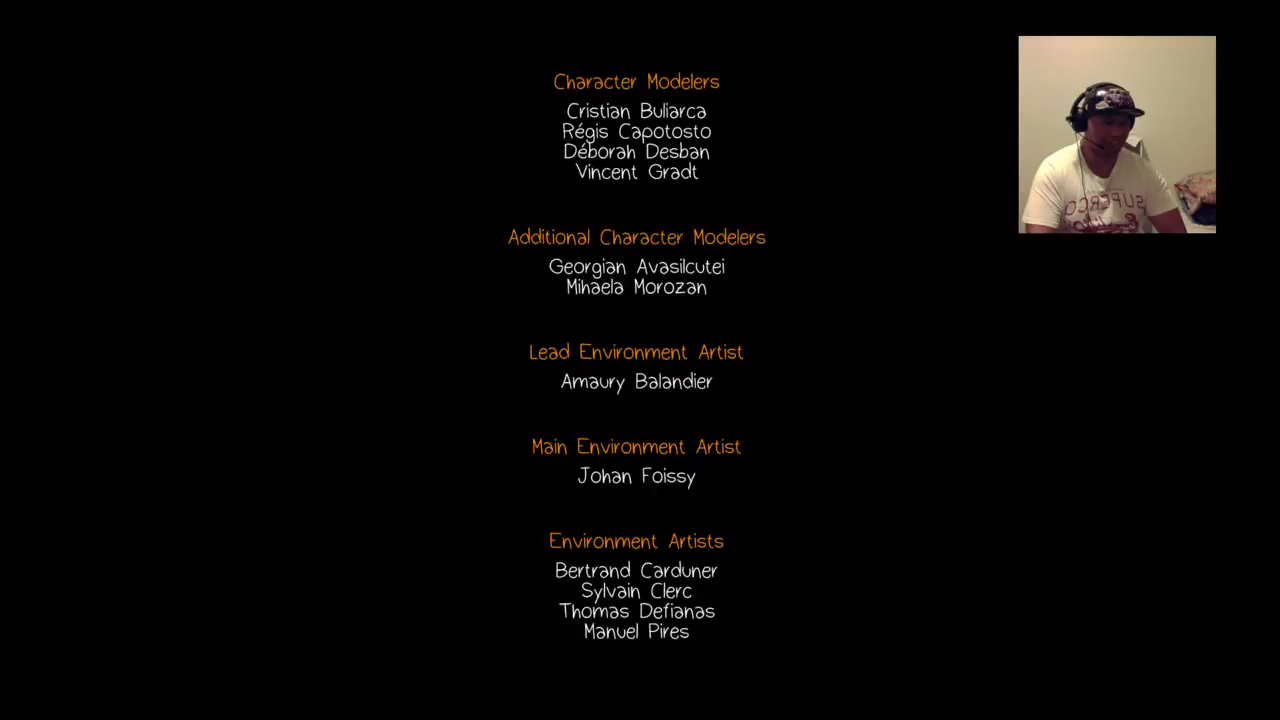 Character Modelers
Cristian Buliarca
Régis Capotosto
Déborah Desban
Vincent Gradt
Additional Character Modelers
Georgian Avasilcutei
Mihaela Morozan
Lead Environment Artist
Amaury Balandier
Main Environment Artist
Johan Foissy
Environment Artists
Bertrand Carduner
Sylvain Clerc
Thomas Defianas
Manuel Pires